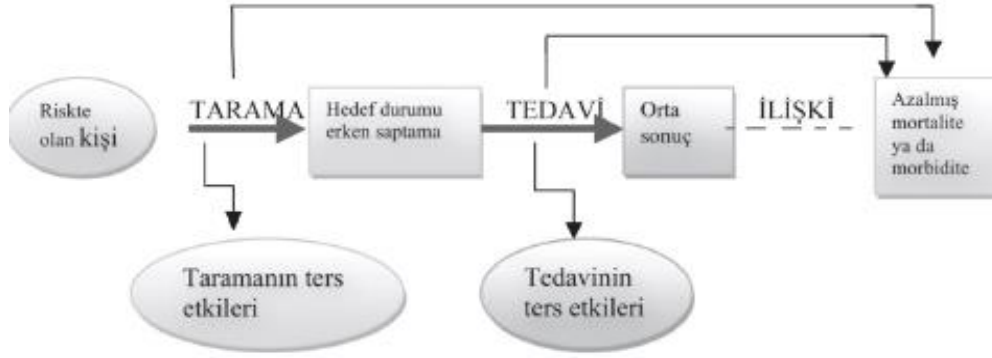 Riskte
olan kişi
TARAMA
Hedef durumu
erken saptama
TEDAVİ
Orta
sonuç
İLİŞKİ
Azalmış
mortalite
ya da
morbidite
Taramanın ters
etkileri
Tedavinin
ters etkileri